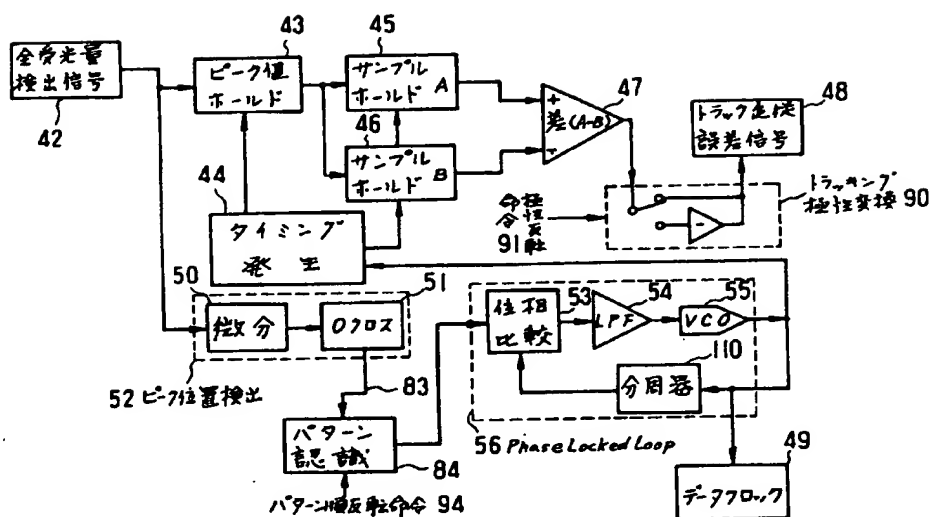 全受光量
検出信号
42
43
ピーク値
ホールド
45
サンプル
ホールド A
46
サンプル
ホールド B
47
+
差(A-B)
-
48
トラック追従
誤差信号
トラッキング
極性変換 90
極性反転
命令
91
-
44
タイミング
発生
50
微分
51
0クロス
52 ピーク位置検出
83
パターン
認識
84
パターン順反転命令 94
位相
比較
53
LPF
54
VCO
55
110
分周器
56 Phase Locked Loop
49
データクロック